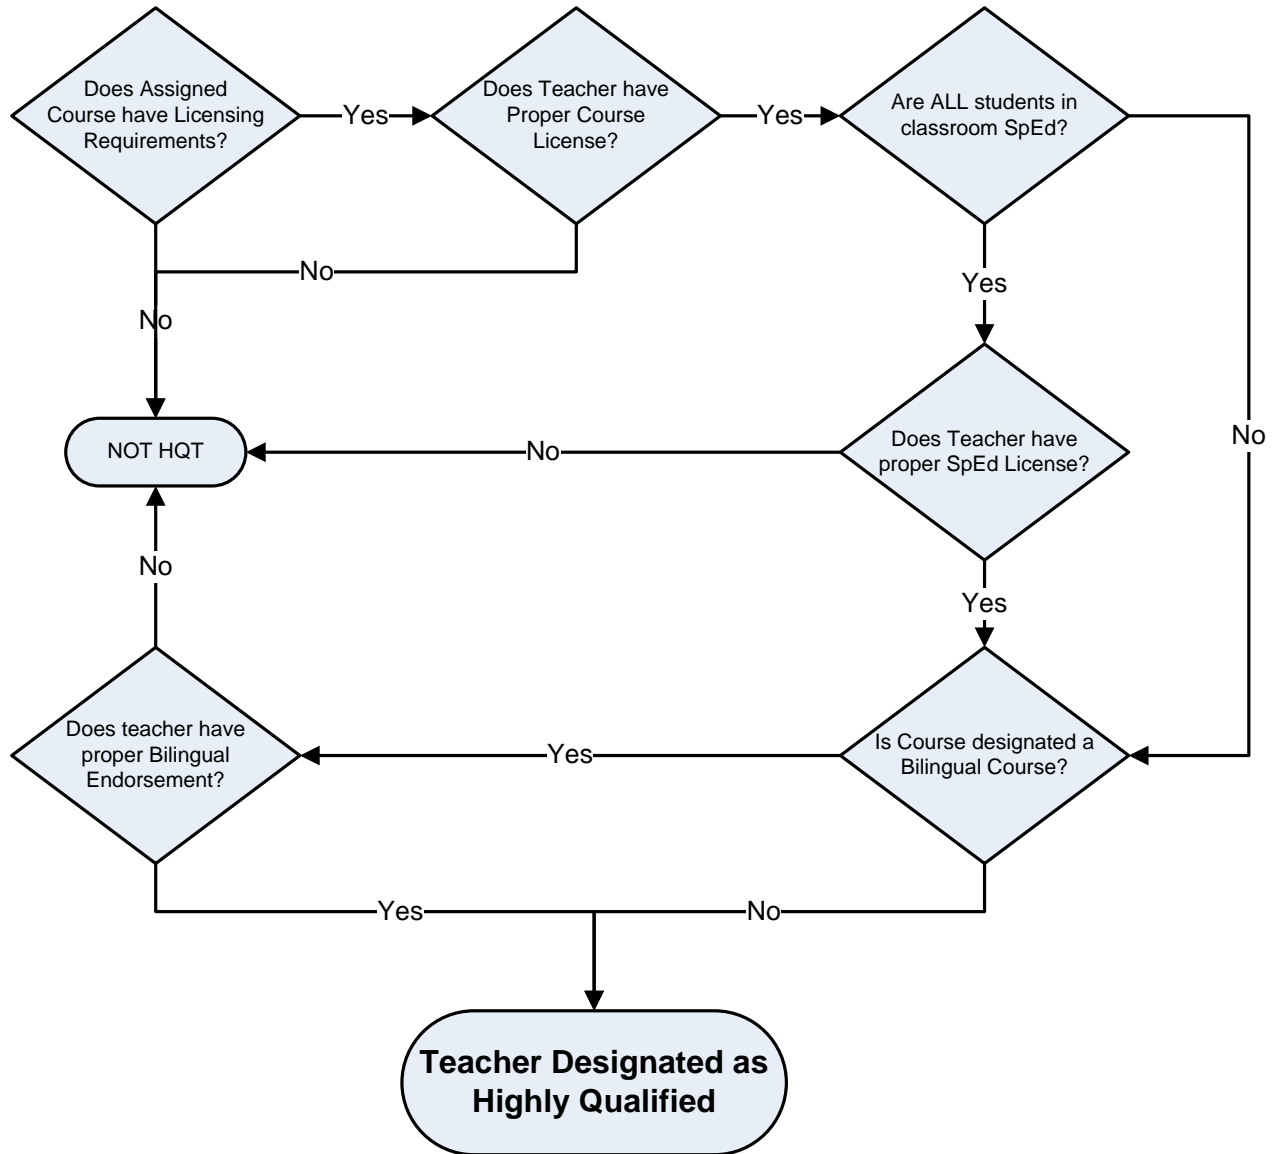 Does Assigned
Course have Licensing
Requirements?
Yes
Does Teacher have
Proper Course
License?
Yes
Are ALL students in
classroom SpEd?
No
No
Yes
NOT HQT
No
Does Teacher have
proper SpEd License?
No
No
Yes
Does teacher have
proper Bilingual
Endorsement?
Yes
Is Course designated a
Bilingual Course?
Yes
No
Teacher Designated as
Highly Qualified